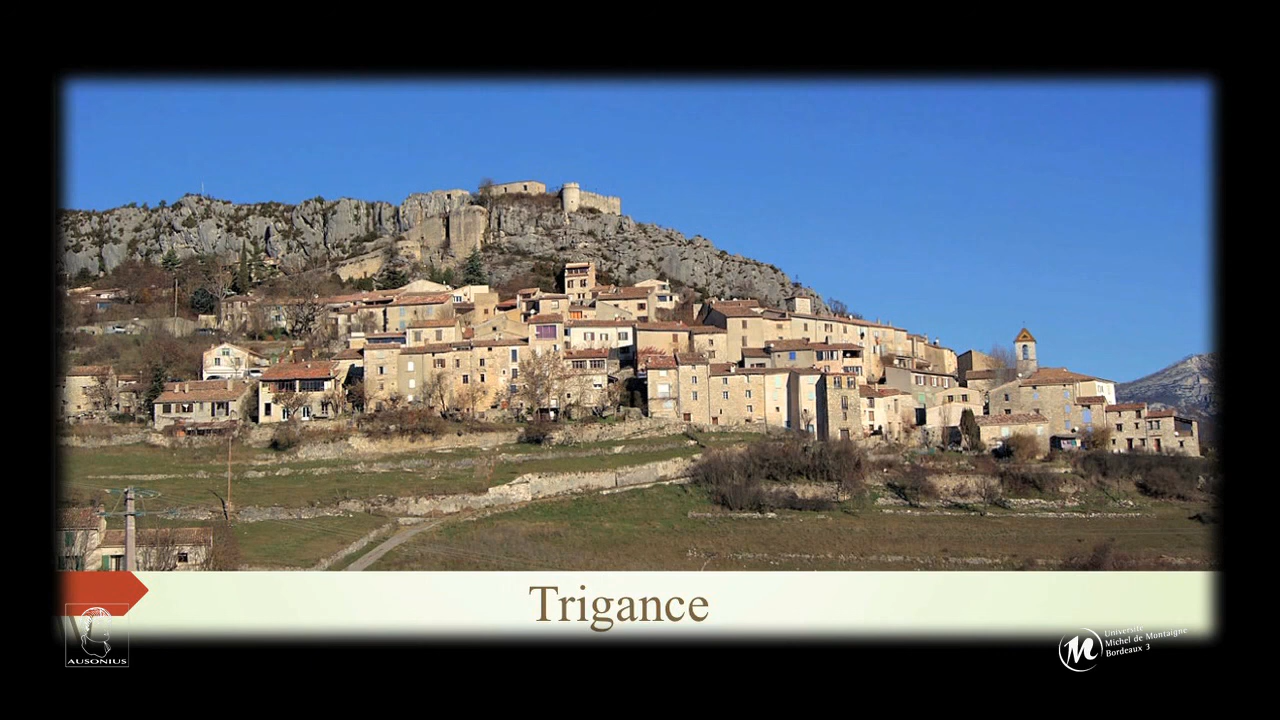 Trigance
AUSONIUS
Université
Michel de Montaigne
Bordeaux 3